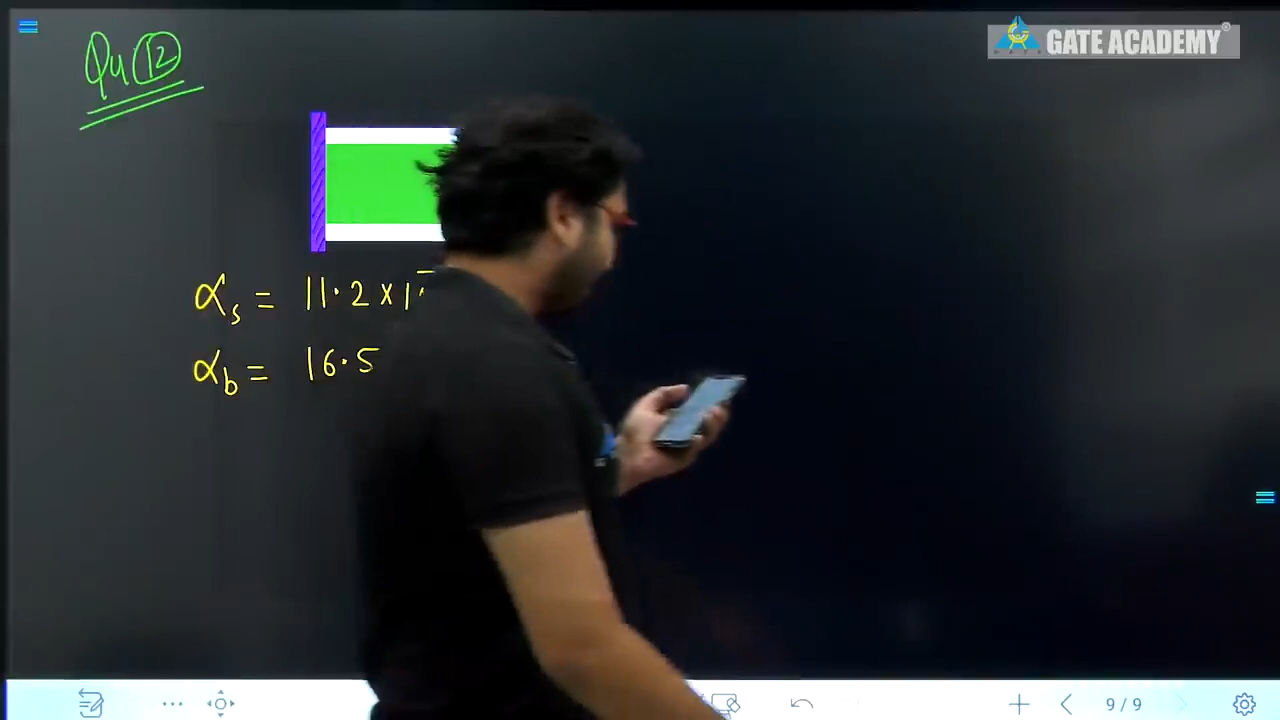 Qu 12
GATE ACADEMY
αs = 11.2 × 1
αb = 16.5
9/9